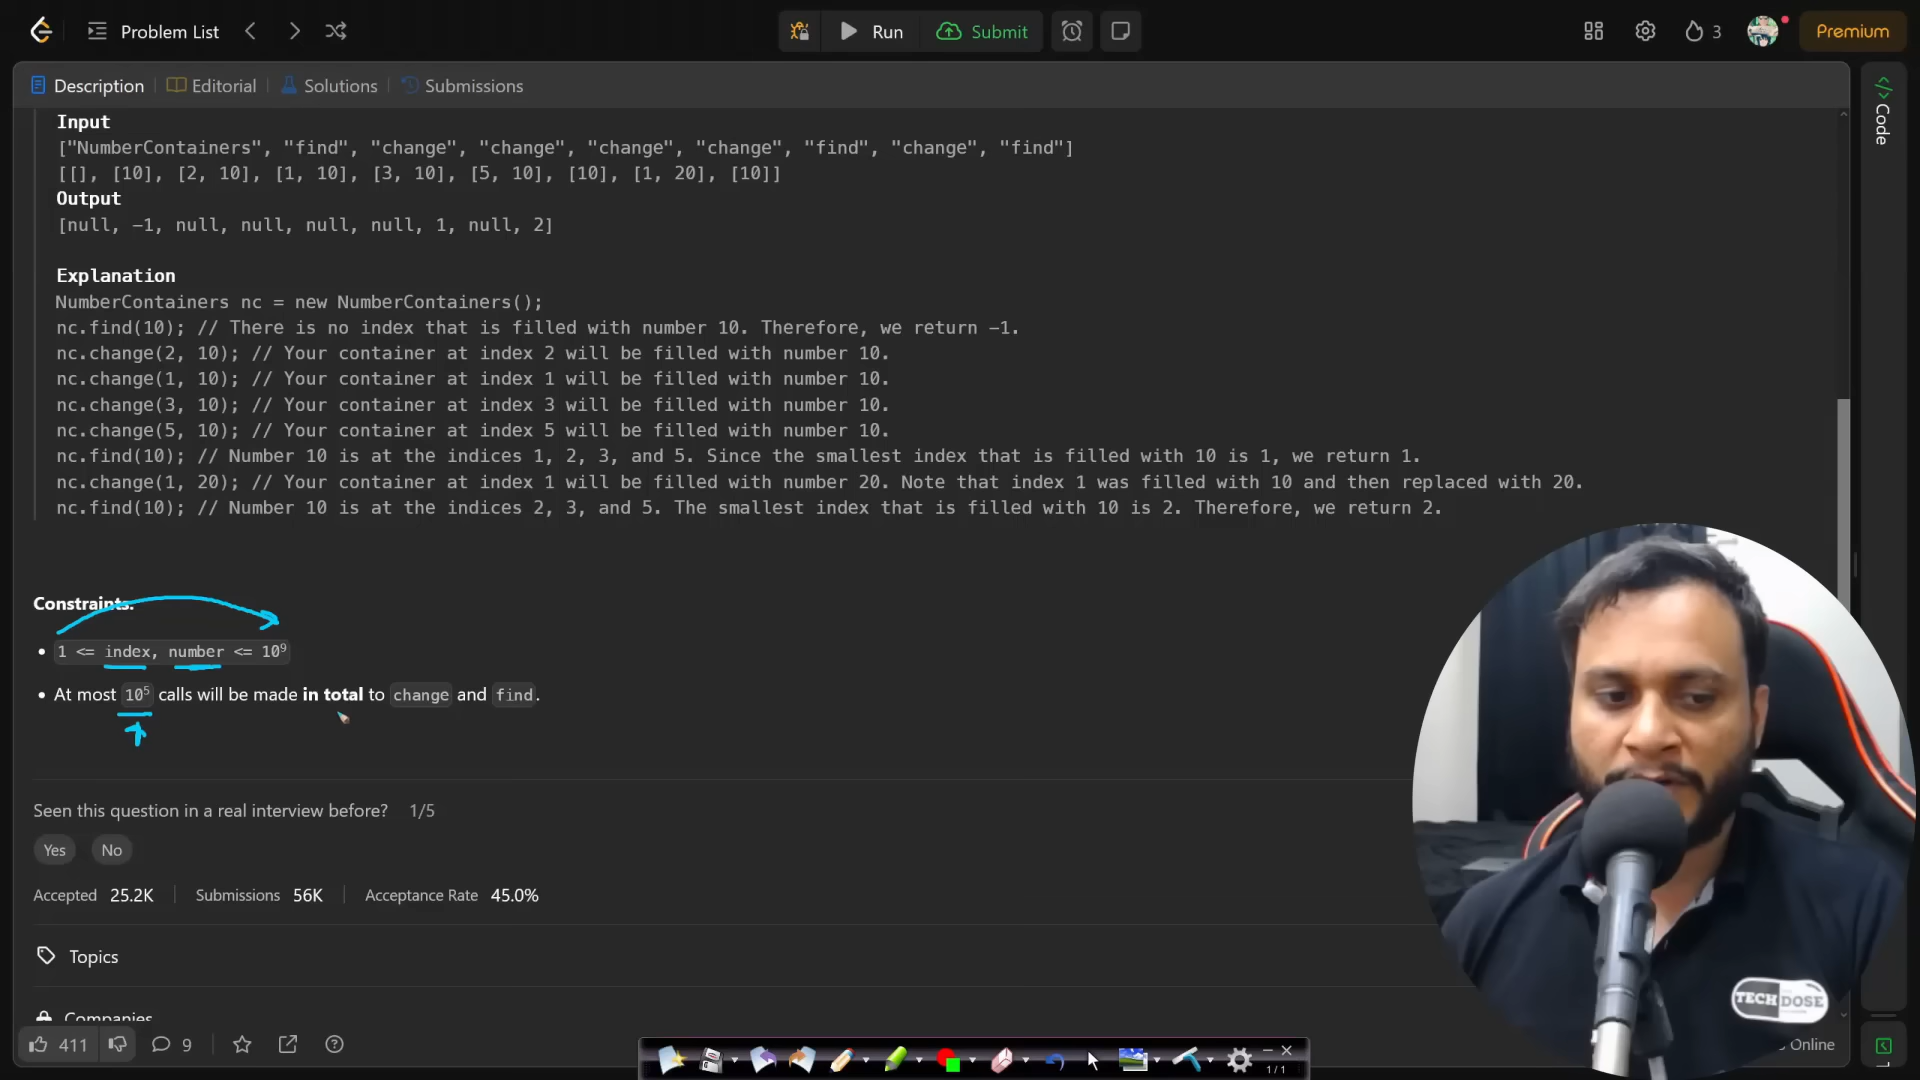 Problem List
Run
Submit
3
Premium
Description
Editorial
Solutions
Submissions
Code
Input
["NumberContainers", "find", "change", "change", "change", "change", "find", "change", "find"]
[[], [10], [2, 10], [1, 10], [3, 10], [5, 10], [10], [1, 20], [10]]
Output
[null, -1, null, null, null, null, 1, null, 2]
Explanation
NumberContainers nc = new NumberContainers();
nc.find(10); // There is no index that is filled with number 10. Therefore, we return -1.
nc.change(2, 10); // Your container at index 2 will be filled with number 10.
nc.change(1, 10); // Your container at index 1 will be filled with number 10.
nc.change(3, 10); // Your container at index 3 will be filled with number 10.
nc.change(5, 10); // Your container at index 5 will be filled with number 10.
nc.find(10); // Number 10 is at the indices 1, 2, 3, and 5. Since the smallest index that is filled with 10 is 1, we return 1.
nc.change(1, 20); // Your container at index 1 will be filled with number 20. Note that index 1 was filled with 10 and then replaced with 20.
nc.find(10); // Number 10 is at the indices 2, 3, and 5. The smallest index that is filled with 10 is 2. Therefore, we return 2.
Constraints:
1 <= index, number <= 10⁹
At most 10⁵ calls will be made in total to change and find.
Seen this question in a real interview before? 1/5
Yes No
Accepted 25.2K Submissions 56K Acceptance Rate 45.0%
Topics
Companies
411
9
1/1
Online
TECH DOSE